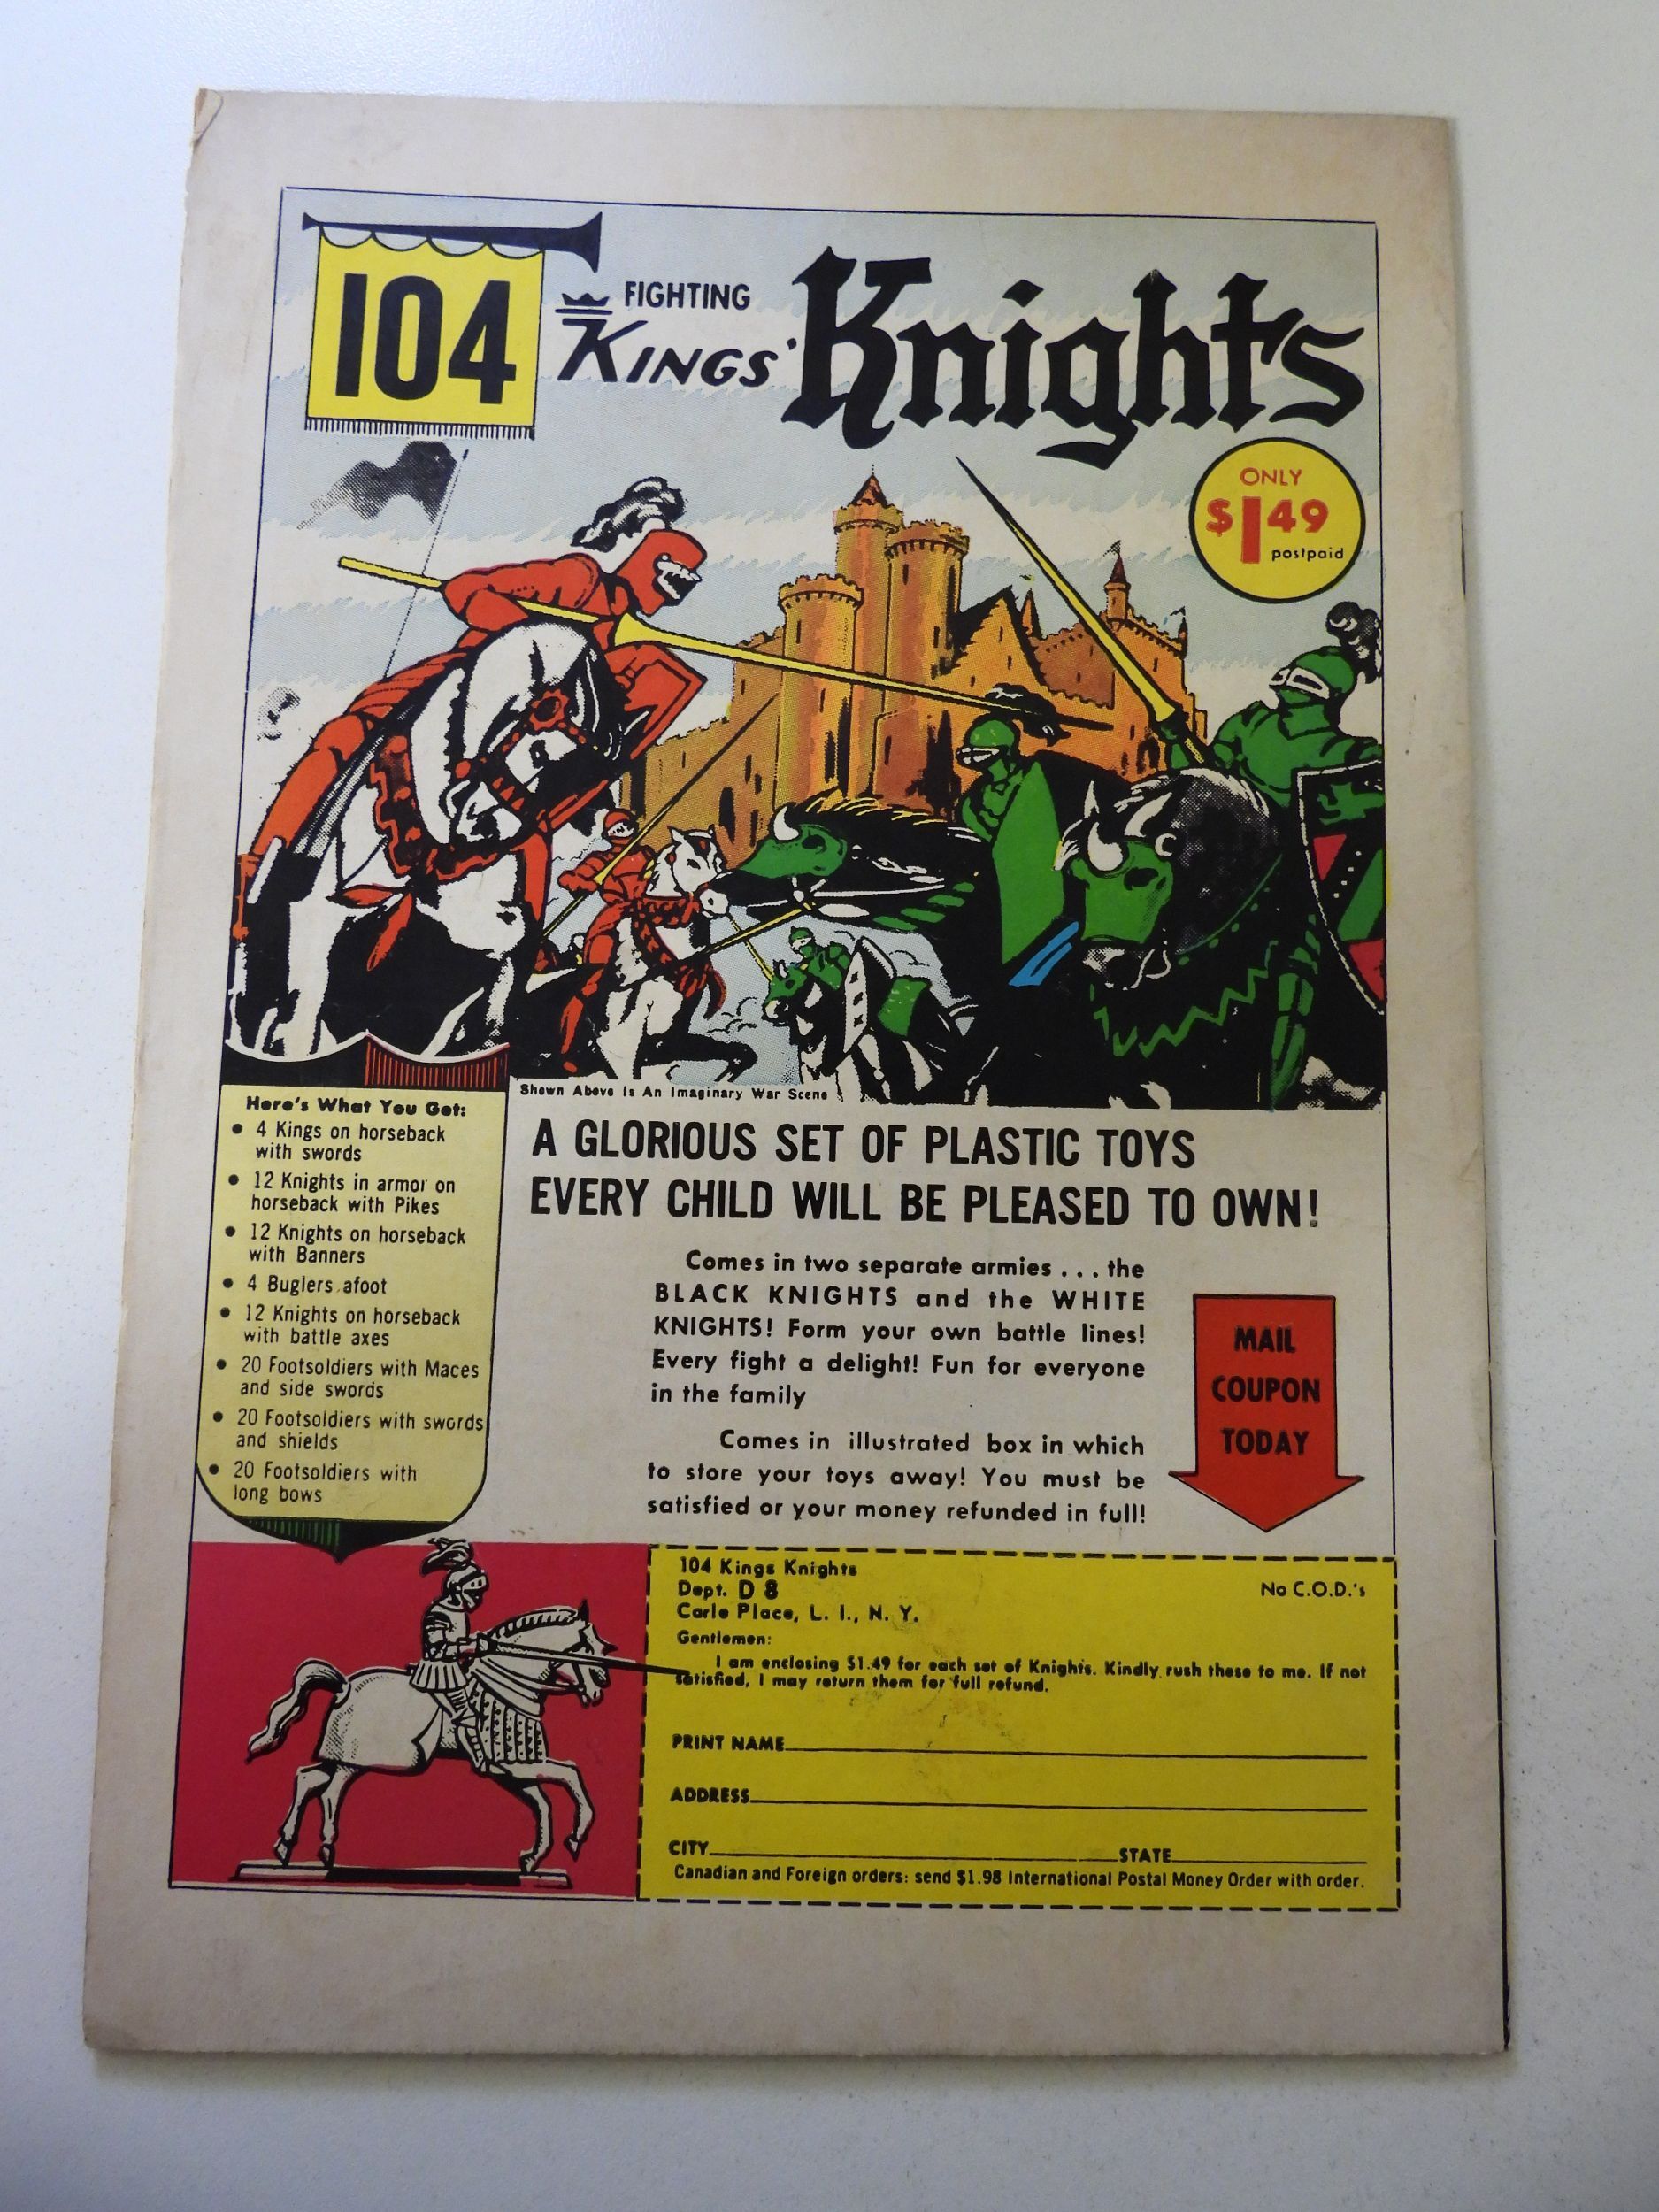 104
FIGHTING
KINGS' Knights
ONLY
$1 49
postpaid
Shown Above Is An Imaginary War Scene
Here's What You Get:
• 4 Kings on horseback
with swords
• 12 Knights in armor on
horseback with Pikes
• 12 Knights on horseback
with Banners
• 4 Buglers afoot
• 12 Knights on horseback
with battle axes
• 20 Footsoldiers with Maces
and side swords
• 20 Footsoldiers with swords
and shields
• 20 Footsoldiers with
long bows
A GLORIOUS SET OF PLASTIC TOYS
EVERY CHILD WILL BE PLEASED TO OWN!
Comes in two separate armies . . . the
BLACK KNIGHTS and the WHITE
KNIGHTS! Form your own battle lines!
Every fight a delight! Fun for everyone
in the family
Comes in illustrated box in which
to store your toys away! You must be
satisfied or your money refunded in full!
MAIL
COUPON
TODAY
104 Kings Knights
Dept. D 8
No C.O.D.'s
Carle Place, L. I., N. Y.
Gentlemen:
I am enclosing $1.49 for each set of Knights. Kindly rush these to me. If not
satisfied, I may return them for full refund.
PRINT NAME
ADDRESS
CITY STATE
Canadian and Foreign orders: send $1.98 International Postal Money Order with order.